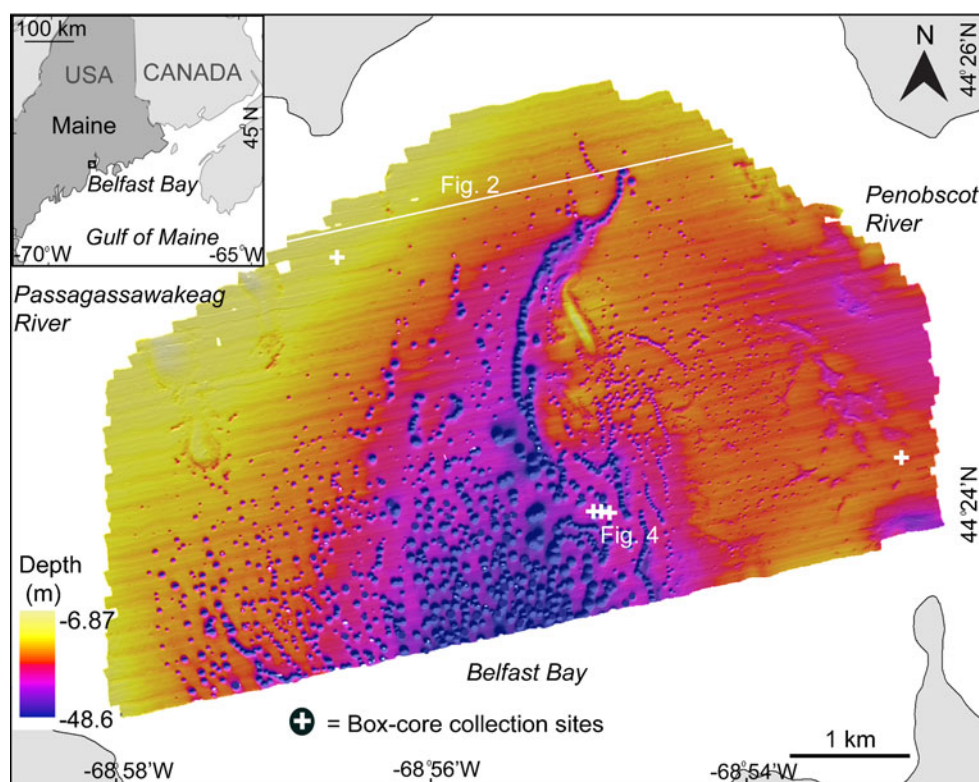 100 km
USA
CANADA
Maine
45 N
Belfast Bay
Gulf of Maine
-70°W
-65°W
N
44°26'N
Fig. 2
Penobscot
River
Passagassawakeag
River
44°24'N
Fig. 4
Depth
(m)
-6.87
-48.6
Belfast Bay
= Box-core collection sites
1 km
-68°58'W
-68°56'W
-68°54'W